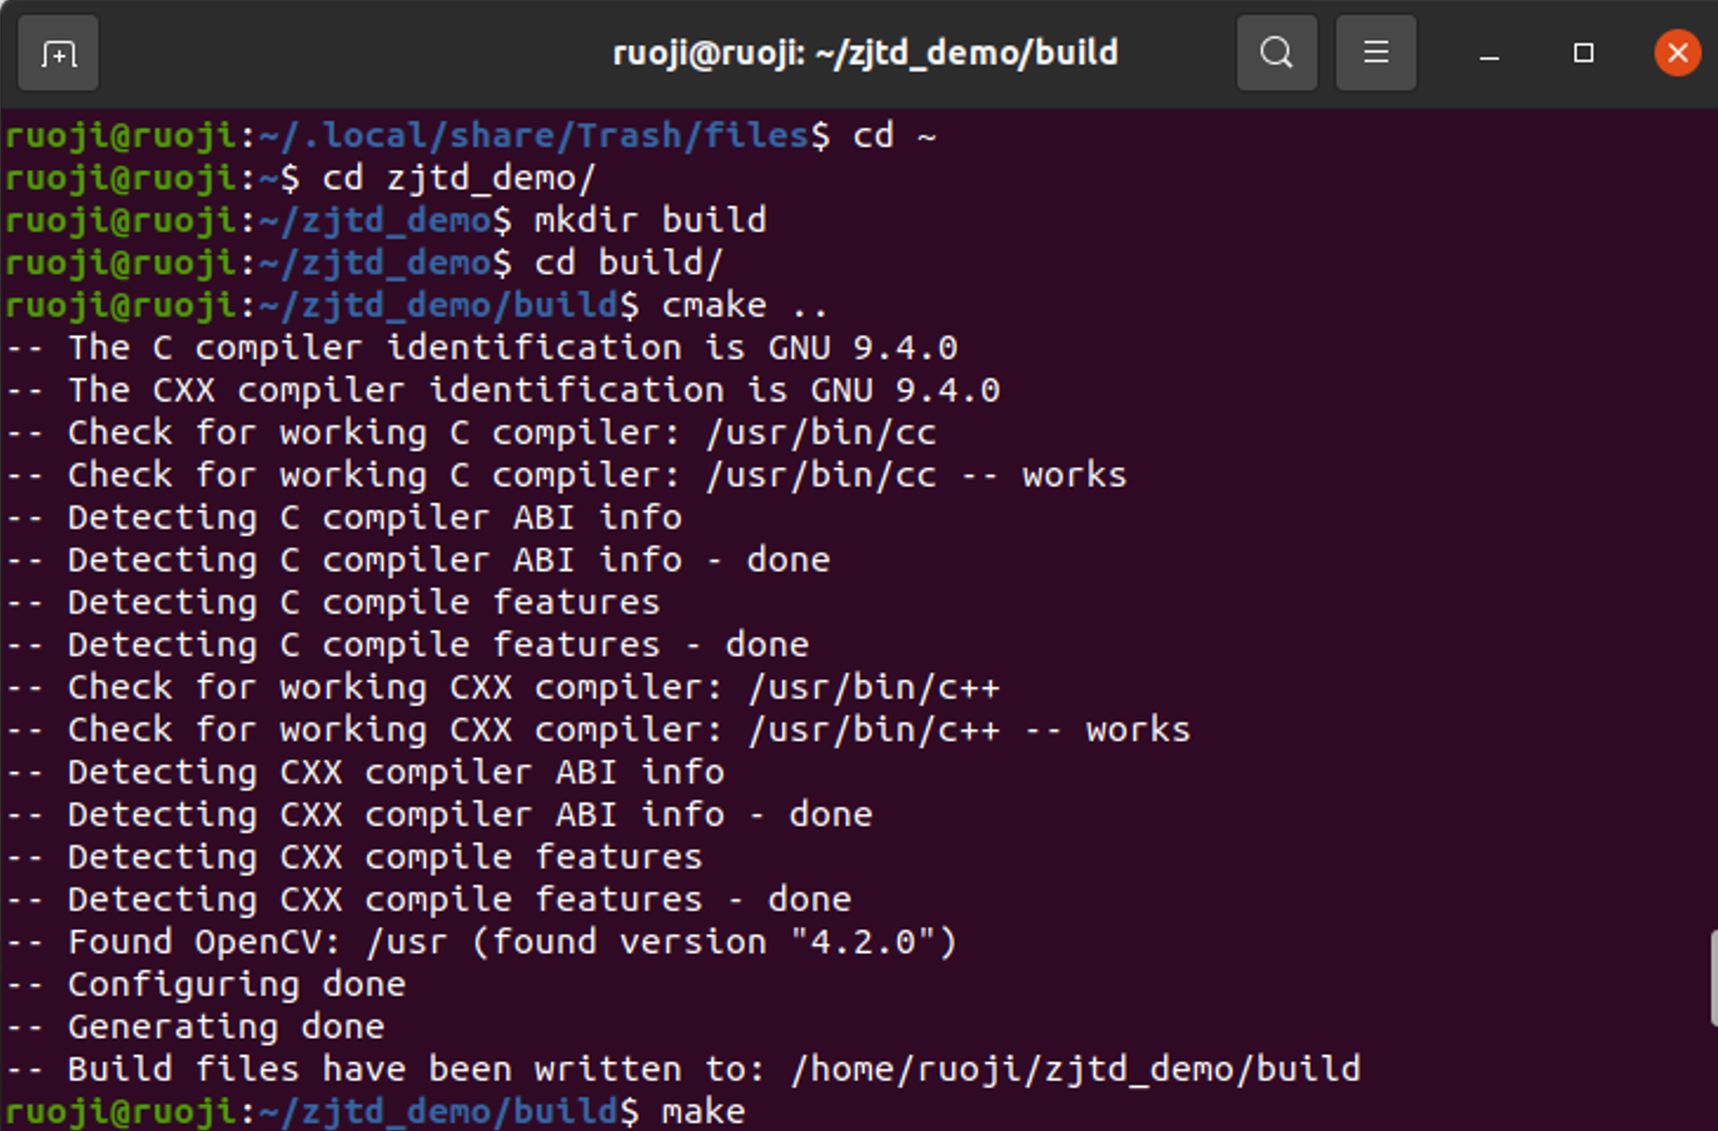 ruoji@ruoji: ~/zjtd_demo/build
ruoji@ruoji:~/.local/share/Trash/files$ cd ~
ruoji@ruoji:~$ cd zjtd_demo/
ruoji@ruoji:~/zjtd_demo$ mkdir build
ruoji@ruoji:~/zjtd_demo$ cd build/
ruoji@ruoji:~/zjtd_demo/build$ cmake ..
-- The C compiler identification is GNU 9.4.0
-- The CXX compiler identification is GNU 9.4.0
-- Check for working C compiler: /usr/bin/cc
-- Check for working C compiler: /usr/bin/cc -- works
-- Detecting C compiler ABI info
-- Detecting C compiler ABI info - done
-- Detecting C compile features
-- Detecting C compile features - done
-- Check for working CXX compiler: /usr/bin/c++
-- Check for working CXX compiler: /usr/bin/c++ -- works
-- Detecting CXX compiler ABI info
-- Detecting CXX compiler ABI info - done
-- Detecting CXX compile features
-- Detecting CXX compile features - done
-- Found OpenCV: /usr (found version "4.2.0")
-- Configuring done
-- Generating done
-- Build files have been written to: /home/ruoji/zjtd_demo/build
ruoji@ruoji:~/zjtd_demo/build$ make